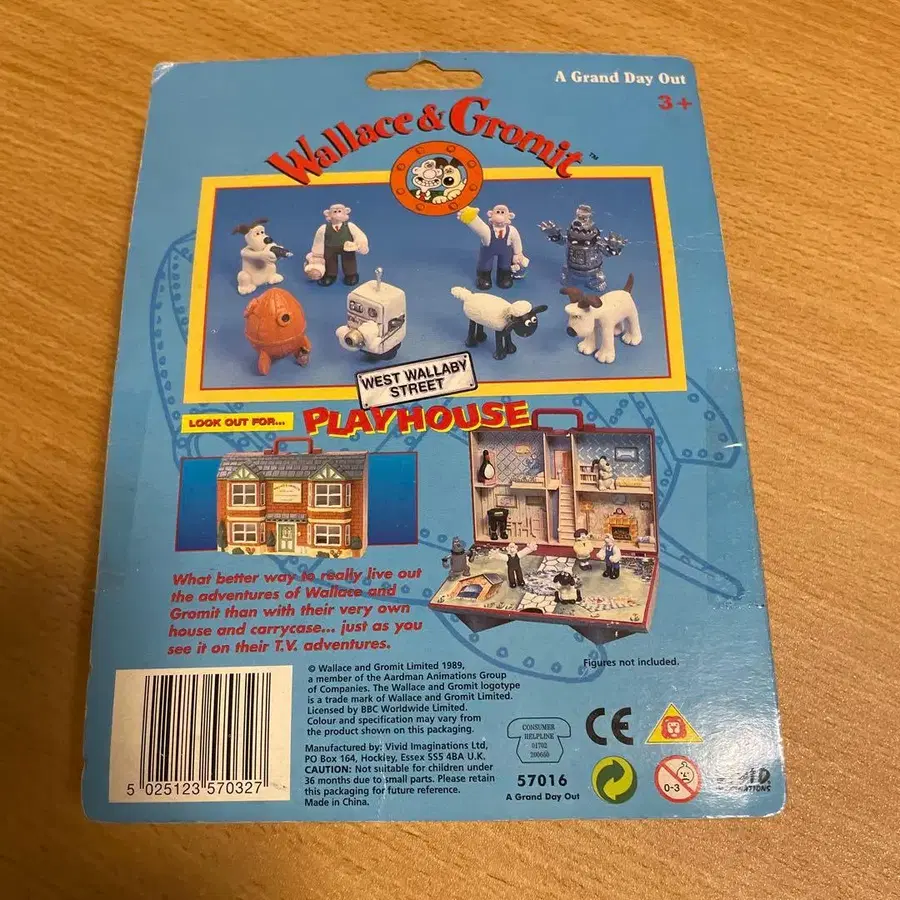 A Grand Day Out
3+
Wallace & Gromit™
WEST WALLABY
STREET
LOOK OUT FOR...
PLAYHOUSE
What better way to really live out
the adventures of Wallace and
Gromit than with their very own
house and carrycase... just as you
see it on their T.V. adventures.
Figures not included.
© Wallace and Gromit Limited 1989,
a member of the Aardman Animations Group
of Companies. The Wallace and Gromit logotype
is a trade mark of Wallace and Gromit Limited.
Licensed by BBC Worldwide Limited.
Colour and specification may vary from
the product shown on this packaging.
Manufactured by: Vivid Imaginations Ltd,
PO Box 164, Hockley, Essex SS5 4BA U.K.
CAUTION: Not suitable for children under
36 months due to small parts. Please retain
this packaging for future reference.
Made in China.
5 025123 570327
CONSUMER
HELPLINE
01702
200660
57016
A Grand Day Out
CE
0-3